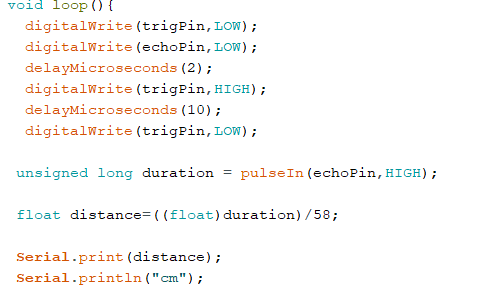 void loop(){
digitalWrite(trigPin,LOW);
digitalWrite(echoPin,LOW);
delayMicroseconds(2);
digitalWrite(trigPin,HIGH);
delayMicroseconds(10);
digitalWrite(trigPin,LOW);
unsigned long duration = pulseIn(echoPin,HIGH);
float distance=((float)duration)/58;
Serial.print(distance);
Serial.println("cm");